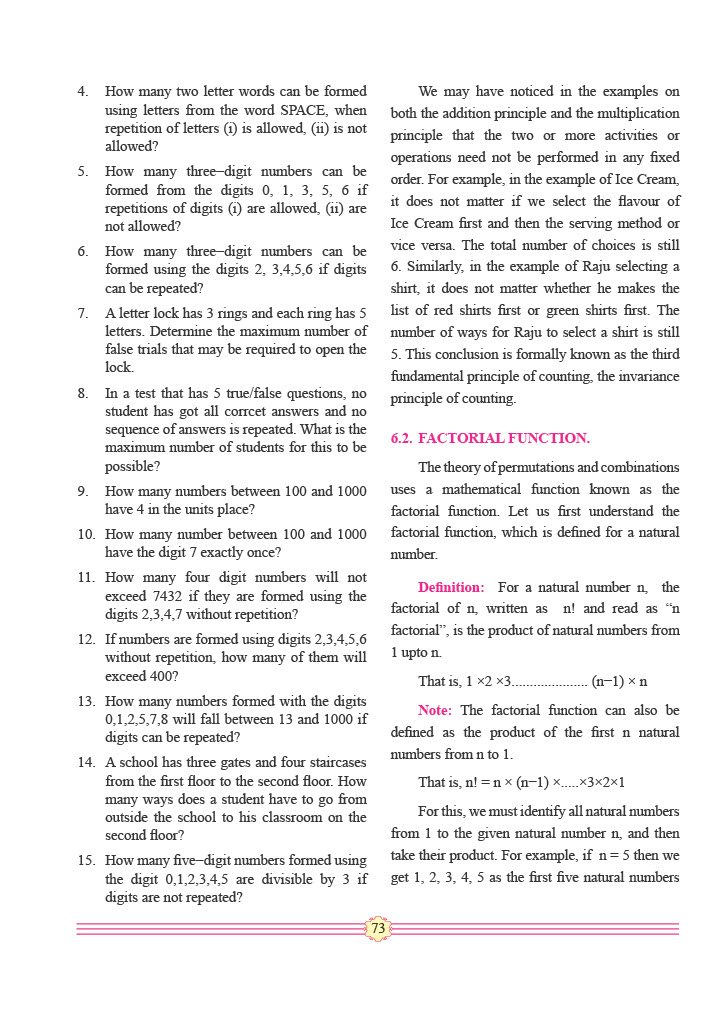 4. How many two letter words can be formed
using letters from the word SPACE, when
repetition of letters (i) is allowed, (ii) is not
allowed?
5. How many three–digit numbers can be
formed from the digits 0, 1, 3, 5, 6 if
repetitions of digits (i) are allowed, (ii) are
not allowed?
6. How many three–digit numbers can be
formed using the digits 2, 3,4,5,6 if digits
can be repeated?
7. A letter lock has 3 rings and each ring has 5
letters. Determine the maximum number of
false trials that may be required to open the
lock.
8. In a test that has 5 true/false questions, no
student has got all corrcet answers and no
sequence of answers is repeated. What is the
maximum number of students for this to be
possible?
9. How many numbers between 100 and 1000
have 4 in the units place?
10. How many number between 100 and 1000
have the digit 7 exactly once?
11. How many four digit numbers will not
exceed 7432 if they are formed using the
digits 2,3,4,7 without repetition?
12. If numbers are formed using digits 2,3,4,5,6
without repetition, how many of them will
exceed 400?
13. How many numbers formed with the digits
0,1,2,5,7,8 will fall between 13 and 1000 if
digits can be repeated?
14. A school has three gates and four staircases
from the first floor to the second floor. How
many ways does a student have to go from
outside the school to his classroom on the
second floor?
15. How many five–digit numbers formed using
the digit 0,1,2,3,4,5 are divisible by 3 if
digits are not repeated?
We may have noticed in the examples on
both the addition principle and the multiplication
principle that the two or more activities or
operations need not be performed in any fixed
order. For example, in the example of Ice Cream,
it does not matter if we select the flavour of
Ice Cream first and then the serving method or
vice versa. The total number of choices is still
6. Similarly, in the example of Raju selecting a
shirt, it does not matter whether he makes the
list of red shirts first or green shirts first. The
number of ways for Raju to select a shirt is still
5. This conclusion is formally known as the third
fundamental principle of counting, the invariance
principle of counting.
6.2. FACTORIAL FUNCTION.
The theory of permutations and combinations
uses a mathematical function known as the
factorial function. Let us first understand the
factorial function, which is defined for a natural
number.
Definition: For a natural number n, the
factorial of n, written as n! and read as “n
factorial”, is the product of natural numbers from
1 upto n.
That is, 1 ×2 ×3..................... (n−1) × n
Note: The factorial function can also be
defined as the product of the first n natural
numbers from n to 1.
That is, n! = n × (n−1) ×.....×3×2×1
For this, we must identify all natural numbers
from 1 to the given natural number n, and then
take their product. For example, if n = 5 then we
get 1, 2, 3, 4, 5 as the first five natural numbers
73